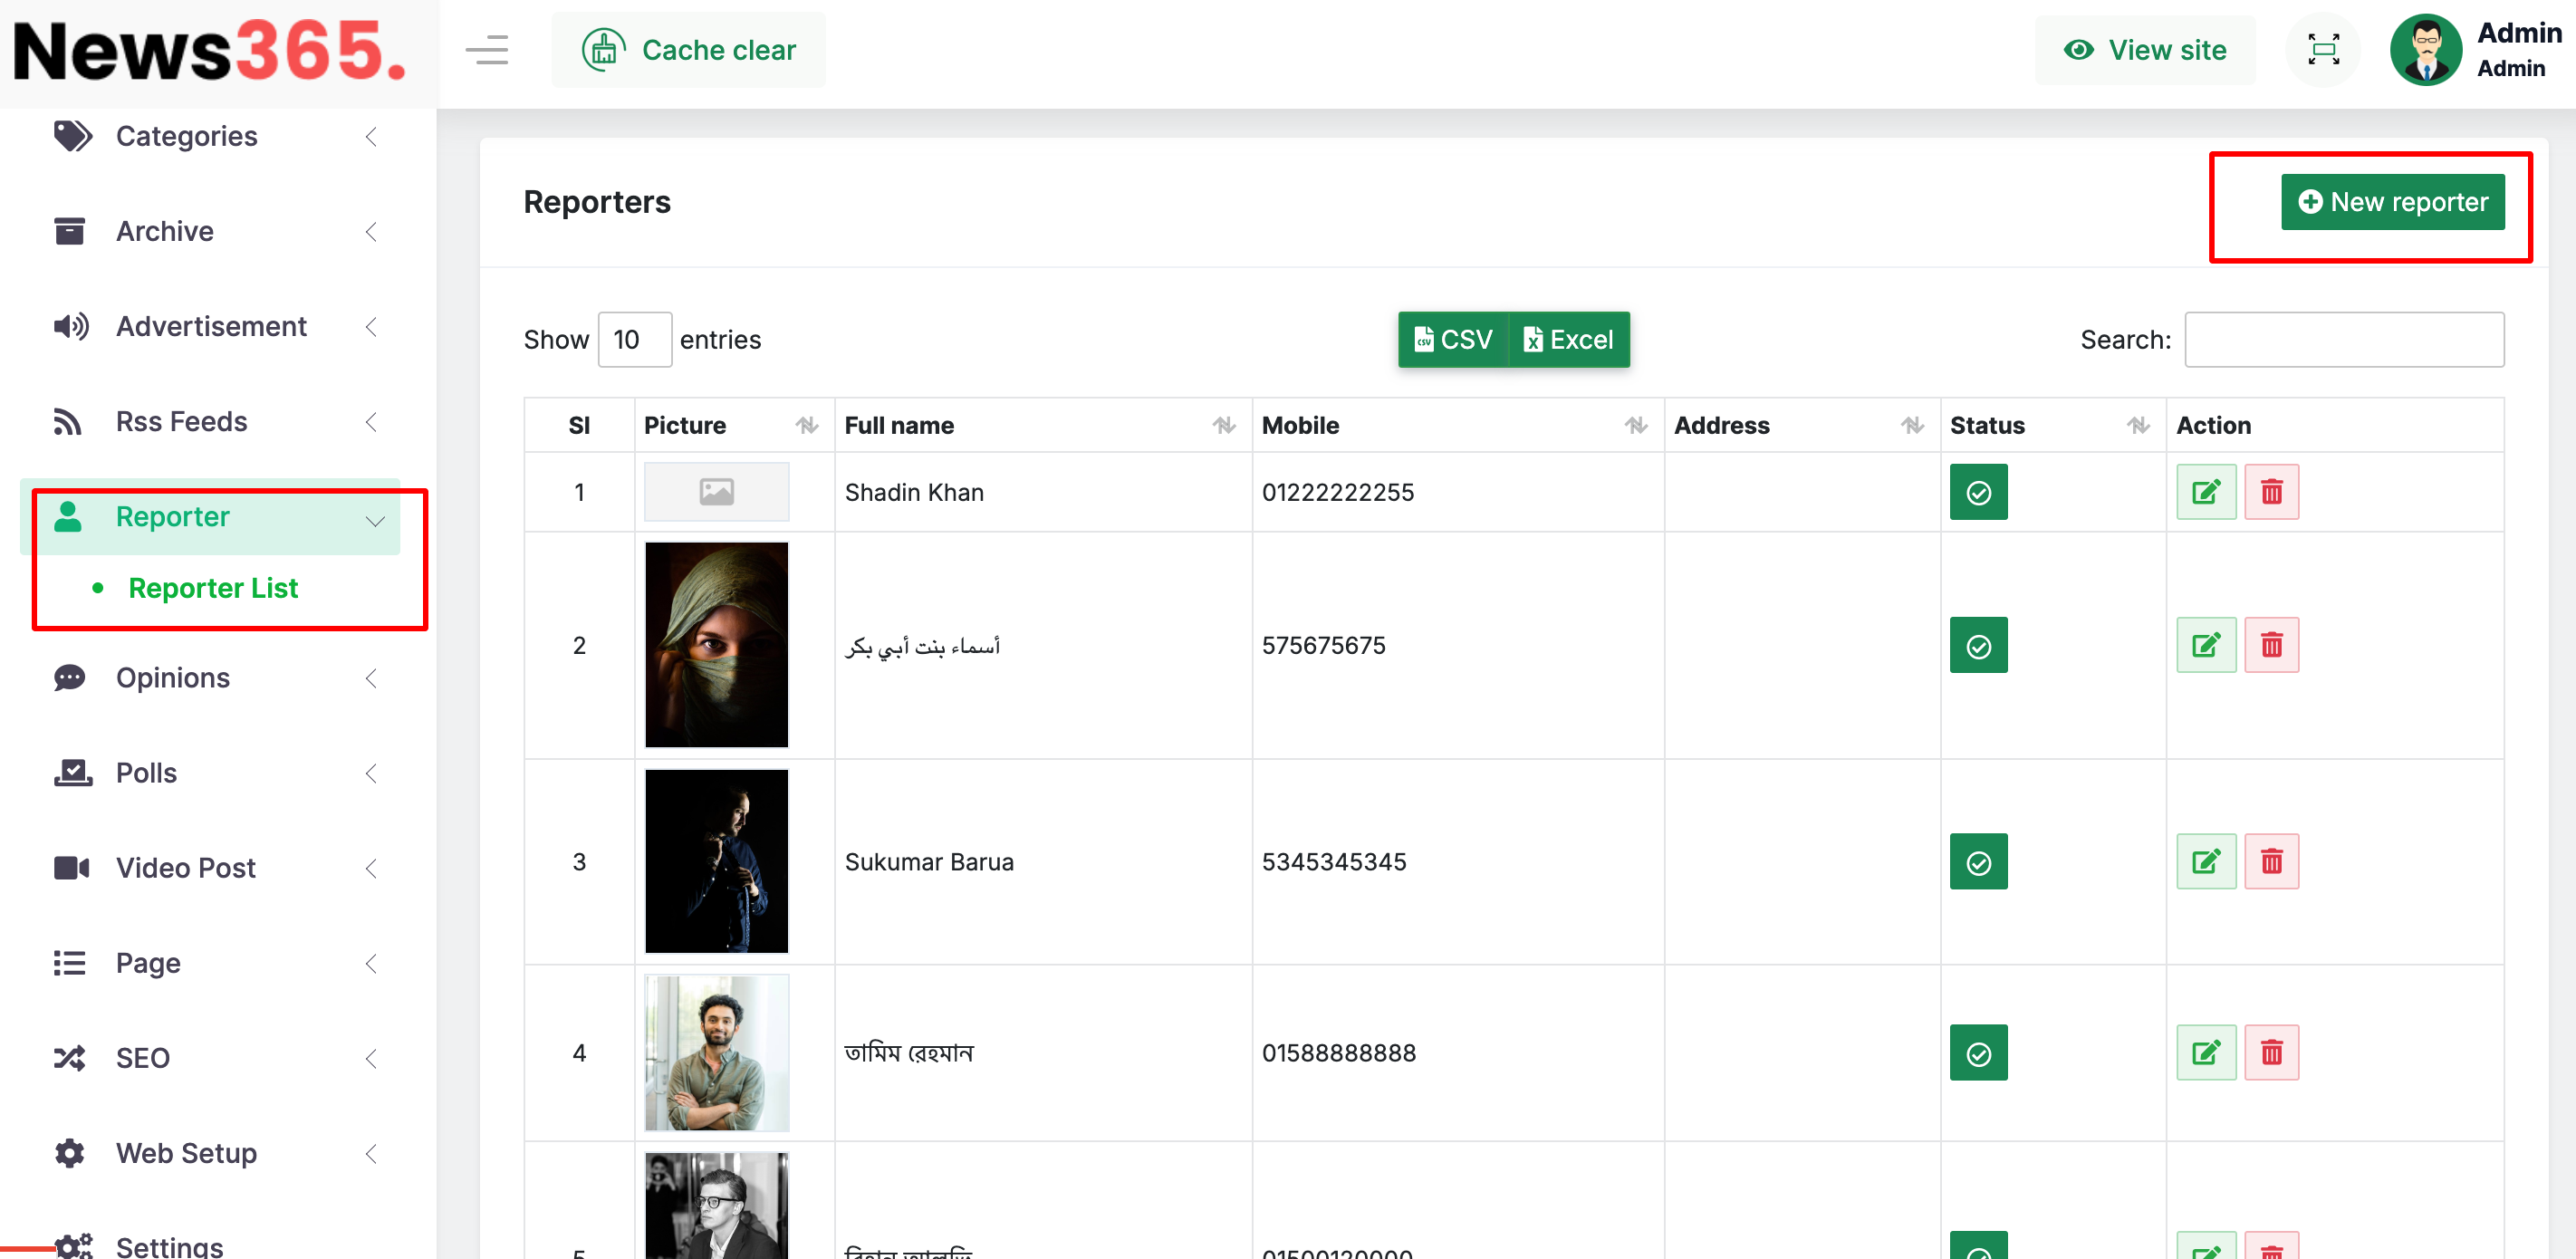 News365.
Cache clear
View site
Admin
Admin
Categories
Archive
Advertisement
Rss Feeds
Reporter
Reporter List
Opinions
Polls
Video Post
Page
SEO
Web Setup
Settings
Reporters
New reporter
Show 10 entries
CSV Excel
Search:
Sl Picture Full name Mobile Address Status Action
1 Shadin Khan 01222222255
2 أسماء بنت أبي بكر 575675675
3 Sukumar Barua 5345345345
4 তামিম রেহমান 01588888888
5